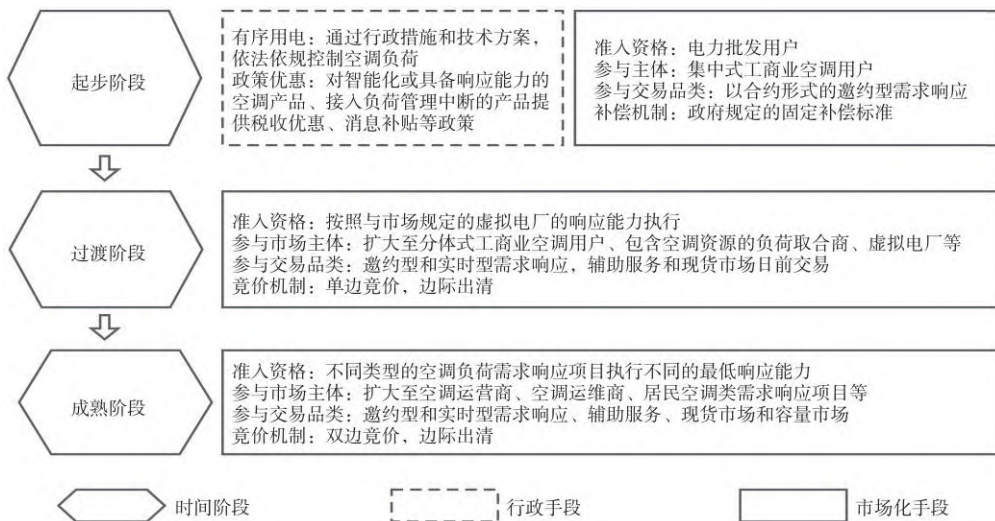 起步阶段
有序用电：通过行政措施和技术方案，
依法依规控制空调负荷
政策优惠：对智能化或具备响应能力的
空调产品、接入负荷管理中断的产品提
供税收优惠、消息补贴等政策
准入资格：电力批发用户
参与主体：集中式工商业空调用户
参与交易品类：以合约形式的邀约型需求响应
补偿机制：政府规定的固定补偿标准
过渡阶段
准入资格：按照与市场规定的虚拟电厂的响应能力执行
参与市场主体：扩大至分体式工商业空调用户、包含空调资源的负荷取合商、虚拟电厂等
参与交易品类：邀约型和实时型需求响应，辅助服务和现货市场日前交易
竟价机制：单边竞价，边际出清
成熟阶段
准入资格：不同类型的空调负荷需求响应项目执行不同的最低响应能力
参与市场主体：扩大至空调运营商、空调运维商、居民空调类需求响应项目等
参与交易品类：邀约型和实时型需求响应、辅助服务、现货市场和容量市场
竟价机制：双边竞价，边际出清
时间阶段
行政手段
市场化手段